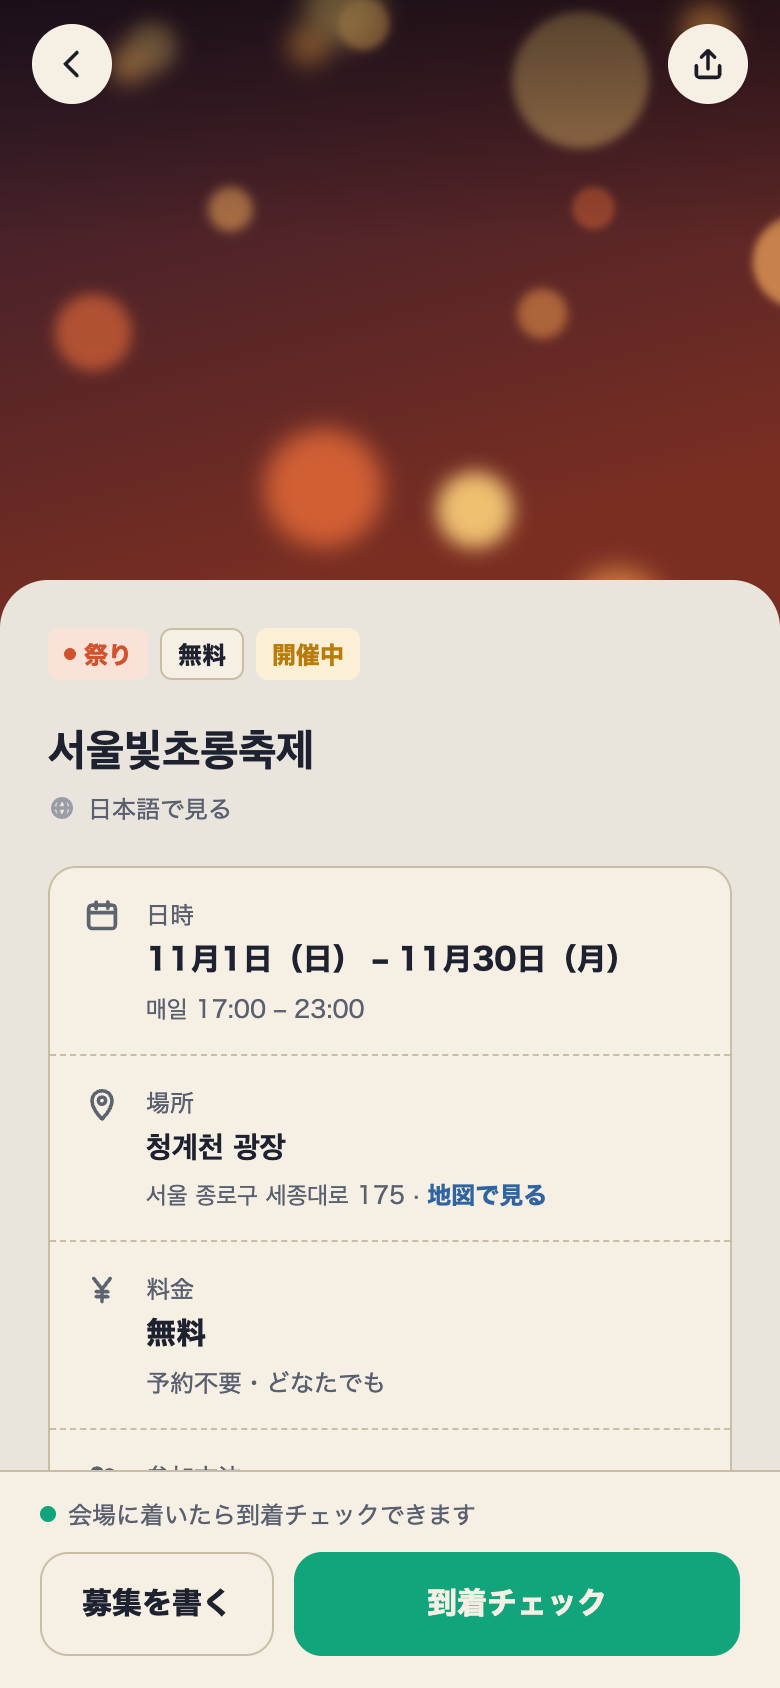 祭り
無料
開催中
서울빛초롱축제
日本語で見る
日時
11月1日（日） – 11月30日（月）
매일 17:00 – 23:00
場所
청계천 광장
서울 종로구 세종대로 175 · 地図で見る
料金
無料
予約不要・どなたでも
会場に着いたら到着チェックできます
募集を書く
到着チェック